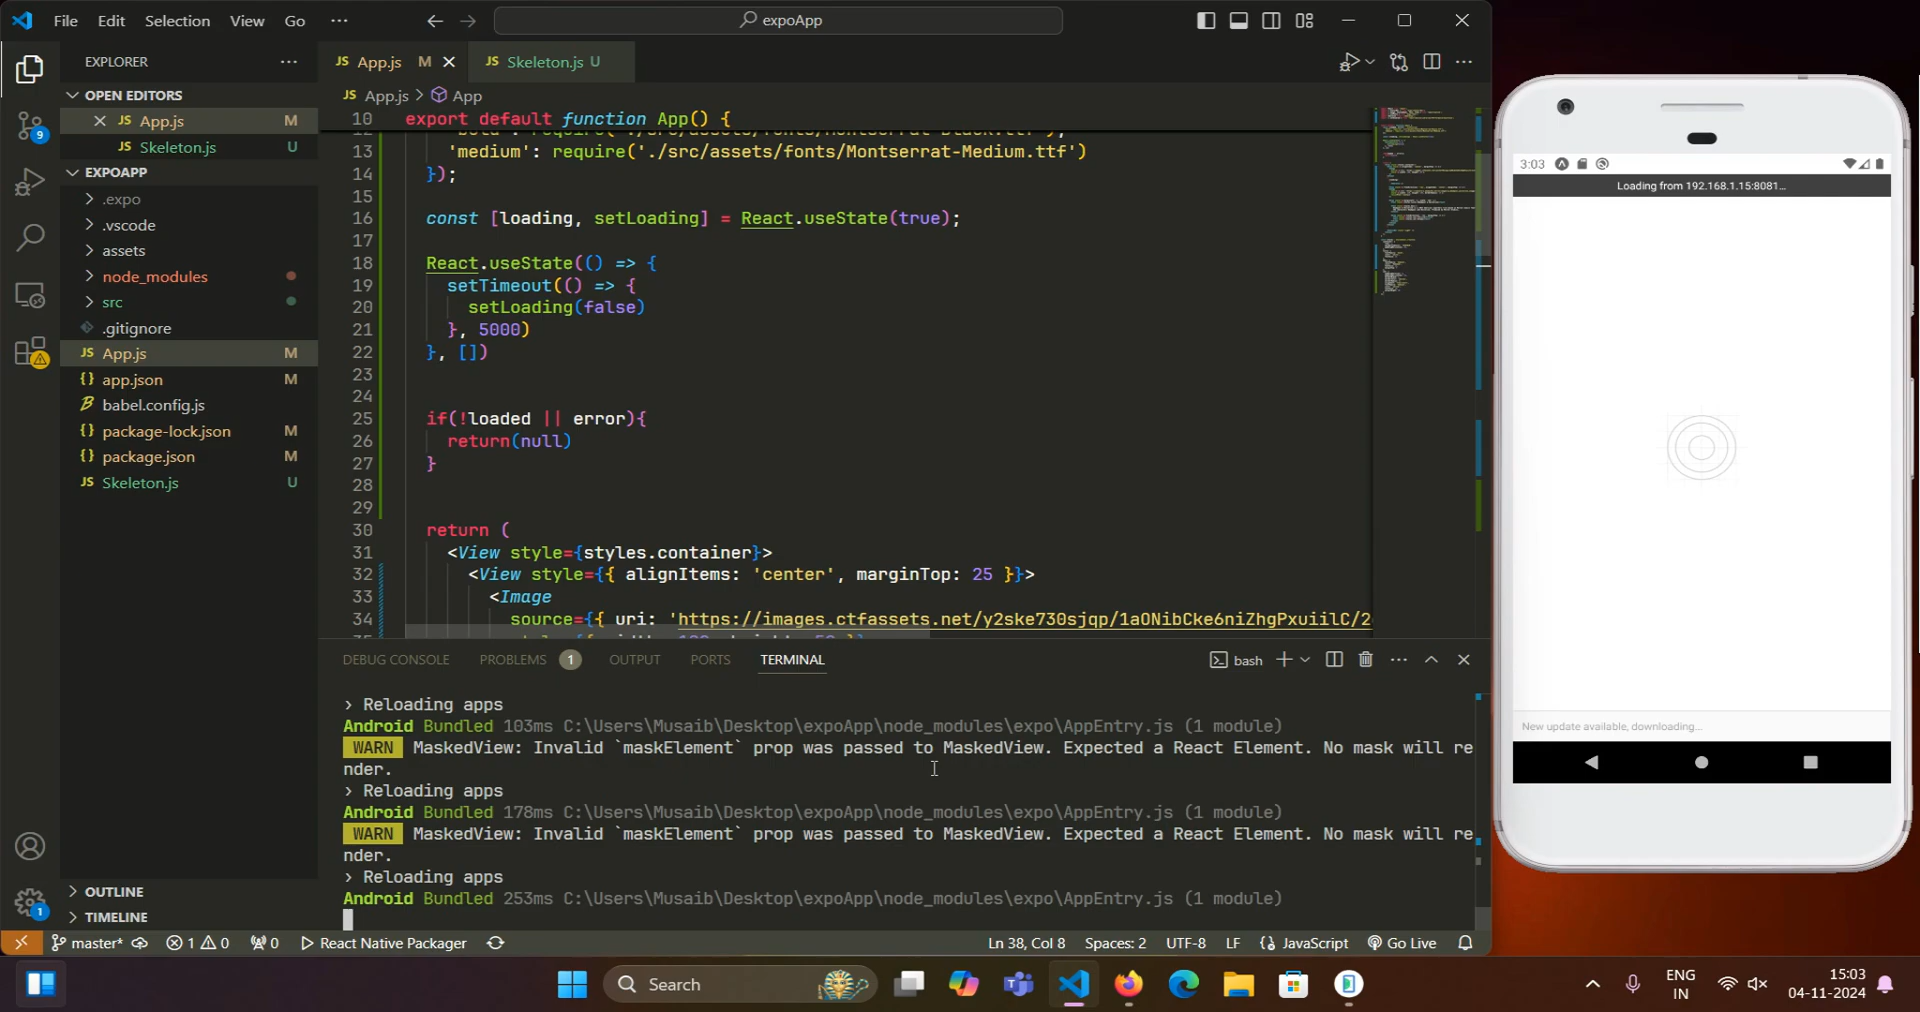 File Edit Selection View Go ··· expoApp
EXPLORER
OPEN EDITORS
App.js M
Skeleton.js U
EXPOAPP
.expo
.vscode
assets
node_modules
src
.gitignore
App.js M
app.json M
babel.config.js
package-lock.json M
package.json M
Skeleton.js U
OUTLINE
TIMELINE
9
1
JS App.js M
JS Skeleton.js U
JS App.js > App
10 export default function App() {
13 'medium': require('./src/assets/fonts/Montserrat-Medium.ttf')
14 });
15
16 const [loading, setLoading] = React.useState(true);
17
18 React.useState(() => {
19 setTimeout(() => {
20 setLoading(false)
21 }, 5000)
22 }, [])
23
24
25 if(!loaded || error){
26 return(null)
27 }
28
29
30 return (
31 <View style={styles.container}>
32 <View style={{ alignItems: 'center', marginTop: 25 }}>
33 <Image
34 source={{ uri: 'https://images.ctfassets.net/y2ske730sjqp/1aONibCke6niZhgPxuiilC/2
DEBUG CONSOLE PROBLEMS 1 OUTPUT PORTS TERMINAL bash
› Reloading apps
Android Bundled 103ms C:\Users\Musaib\Desktop\expoApp\node_modules\expo\AppEntry.js (1 module)
WARN MaskedView: Invalid `maskElement` prop was passed to MaskedView. Expected a React Element. No mask will re
nder.
› Reloading apps
Android Bundled 178ms C:\Users\Musaib\Desktop\expoApp\node_modules\expo\AppEntry.js (1 module)
WARN MaskedView: Invalid `maskElement` prop was passed to MaskedView. Expected a React Element. No mask will re
nder.
› Reloading apps
Android Bundled 253ms C:\Users\Musaib\Desktop\expoApp\node_modules\expo\AppEntry.js (1 module)
master* 1 0 0 React Native Packager Ln 38, Col 8 Spaces: 2 UTF-8 LF JavaScript Go Live
3:03
Loading from 192.168.1.15:8081...
New update available, downloading...
Search
ENG
IN
15:03
04-11-2024